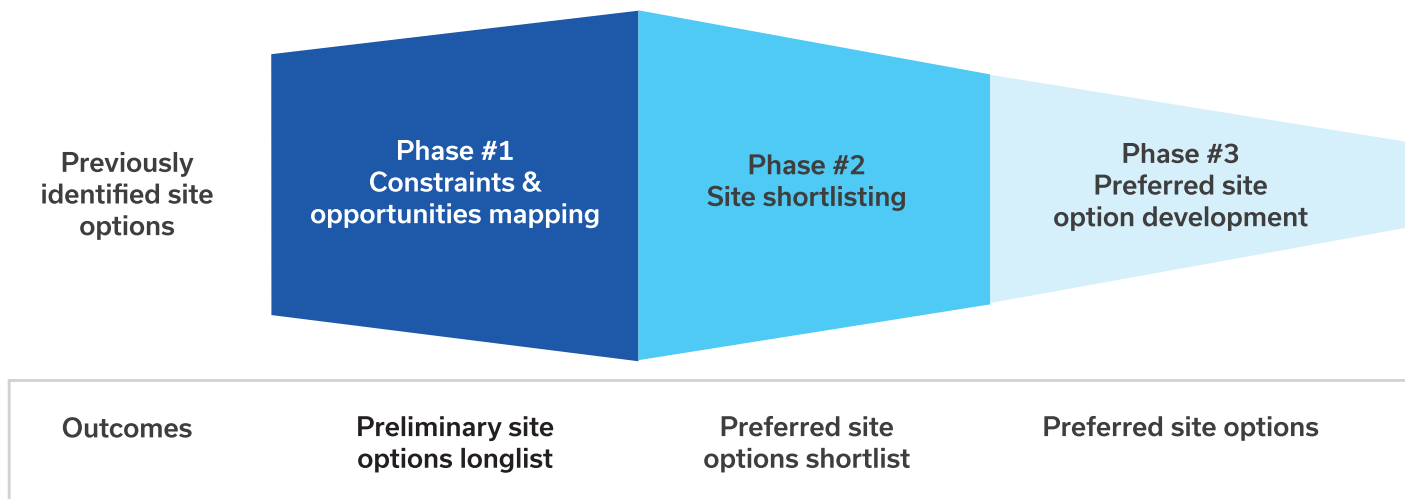 Previously
identified site
options
Phase #1
Constraints &
opportunities mapping
Phase #2
Site shortlisting
Phase #3
Preferred site
option development
Outcomes
Preliminary site
options longlist
Preferred site
options shortlist
Preferred site options